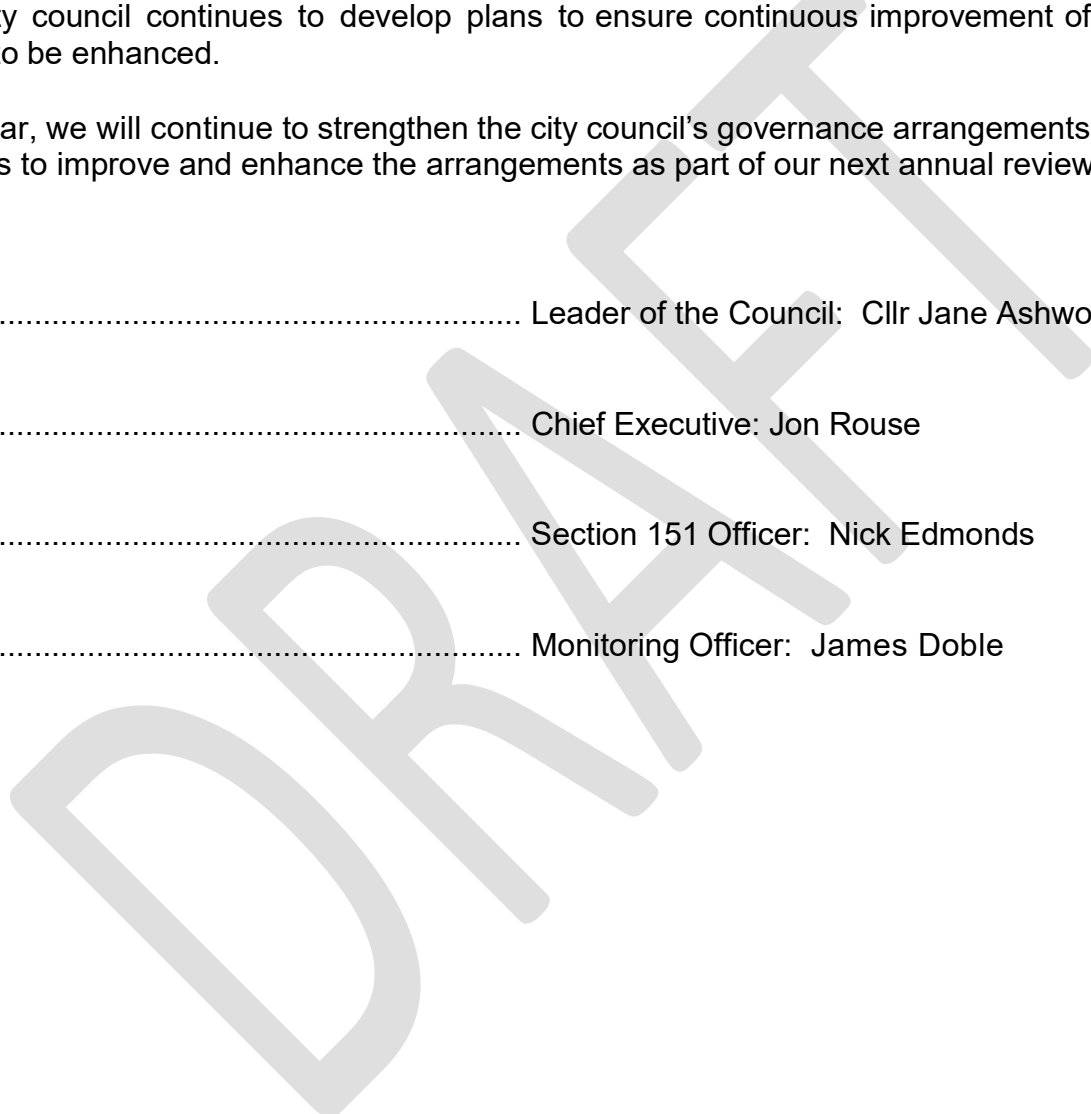 council continues to develop plans to ensure continuous improvement of
to be enhanced.
we will continue to strengthen the city council’s governance arrangements
to improve and enhance the arrangements as part of our next annual review
.......................................................... Leader of the Council: Cllr Jane
.......................................................... Chief Executive: Jon Rouse
.......................................................... Section 151 Officer: Nick Edmonds
.......................................................... Monitoring Officer: James Doble
DRAFT